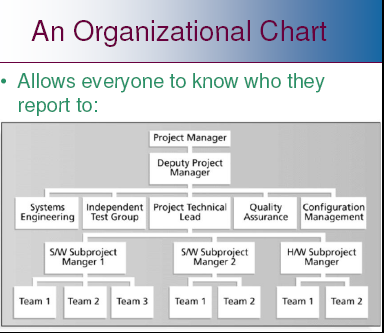 An Organizational Chart
• Allows everyone to know who they
report to:
Project Manager
Deputy Project
Manager
Systems
Engineering
Independent
Test Group
Project Technical
Lead
Quality
Assurance
Configuration
Management
S/W Subproject
Manger 1
S/W Subproject
Manger 2
H/W Subproject
Manger
Team 1
Team 2
Team 3
Team 1
Team 2
Team 1
Team 2